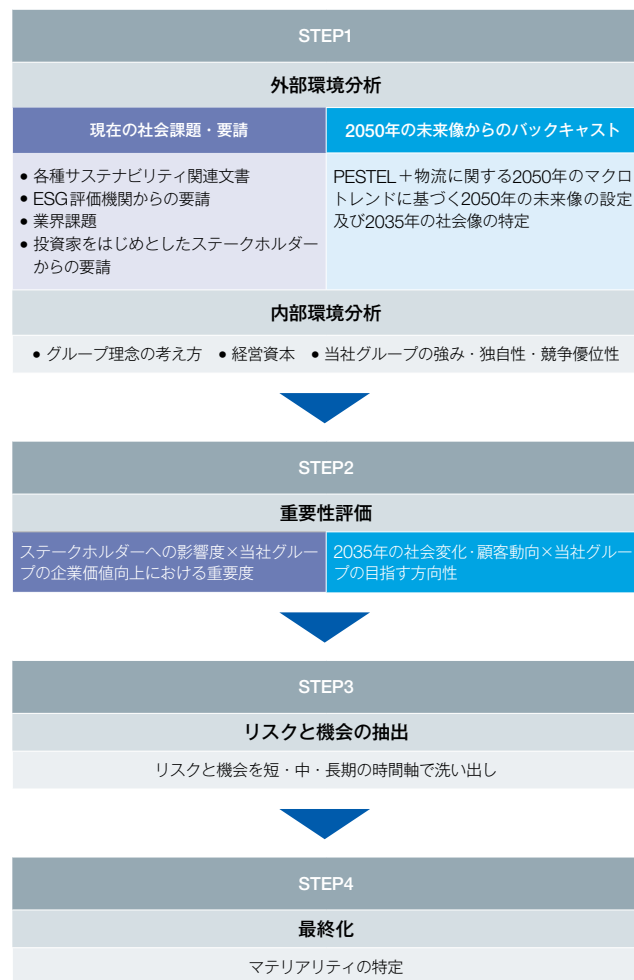 STEP1
外部環境分析
現在の社会課題・要請
• 各種サステナビリティ関連文書
• ESG評価機関からの要請
• 業界課題
• 投資家をはじめとしたステークホルダー
からの要請
2050年の未来像からのバックキャスト
PESTEL+物流に関する2050年のマクロ
トレンドに基づく2050年の未来像の設定
及び2035年の社会像の特定
内部環境分析
• グループ理念の考え方 • 経営資本 • 当社グループの強み・独自性・競争優位性
STEP2
重要性評価
ステークホルダーへの影響度×当社グルー
プの企業価値向上における重要度
2035年の社会変化・顧客動向×当社グルー
プの目指す方向性
STEP3
リスクと機会の抽出
リスクと機会を短・中・長期の時間軸で洗い出し
STEP4
最終化
マテリアリティの特定